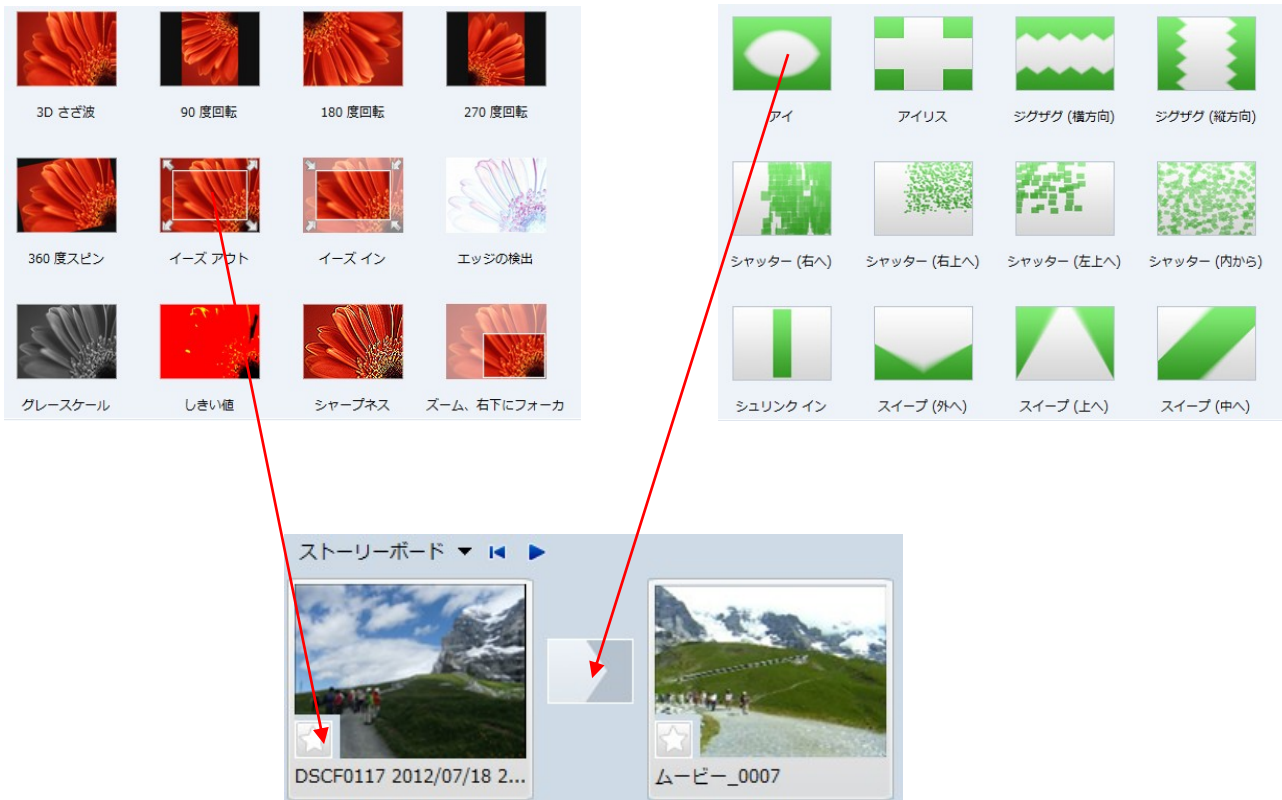 3D さざ波
90 度回転
180 度回転
270 度回転
360 度スピン
イーズ アウト
イーズ イン
エッジの検出
グレースケール
しきい値
シャープネス
ズーム、右下にフォーカ
アイ
アイリス
ジグザグ (横方向)
ジグザグ (縦方向)
シャッター (右へ)
シャッター (右上へ)
シャッター (左上へ)
シャッター (内から)
シュリンク イン
スイープ (外へ)
スイープ (上へ)
スイープ (中へ)
ストーリーボード
DSCF0117 2012/07/18 2...
ムービー_0007